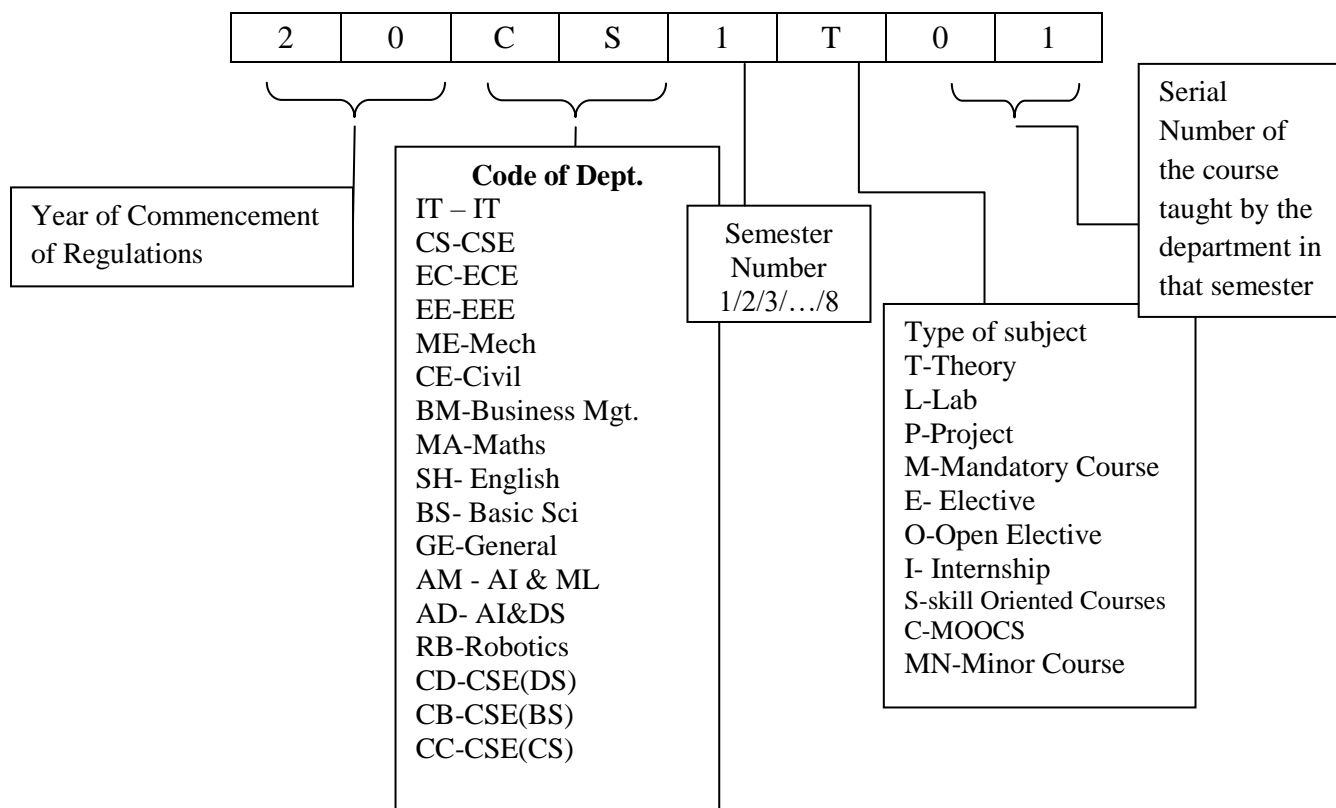 2 0 C S 1 T 0 1
Year of Commencement
of Regulations
Code of Dept.
IT – IT
CS-CSE
EC-ECE
EE-EEE
ME-Mech
CE-Civil
BM-Business Mgt.
MA-Maths
SH- English
BS- Basic Sci
GE-General
AM - AI & ML
AD- AI&DS
RB-Robotics
CD-CSE(DS)
CB-CSE(BS)
CC-CSE(CS)
Semester
Number
1/2/3/…/8
Type of subject
T-Theory
L-Lab
P-Project
M-Mandatory Course
E- Elective
O-Open Elective
I- Internship
S-skill Oriented Courses
C-MOOCS
MN-Minor Course
Serial
Number of
the course
taught by the
department in
that semester